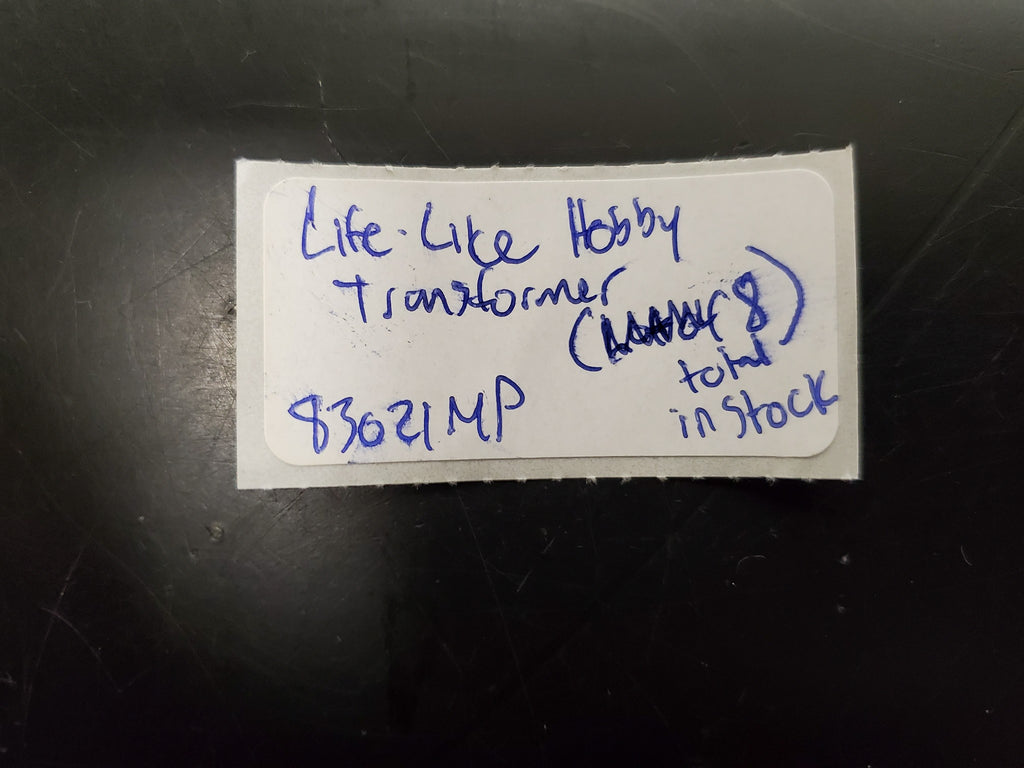 Life-Like Hobby
Transformer
(8)
total
in Stock
83021MP